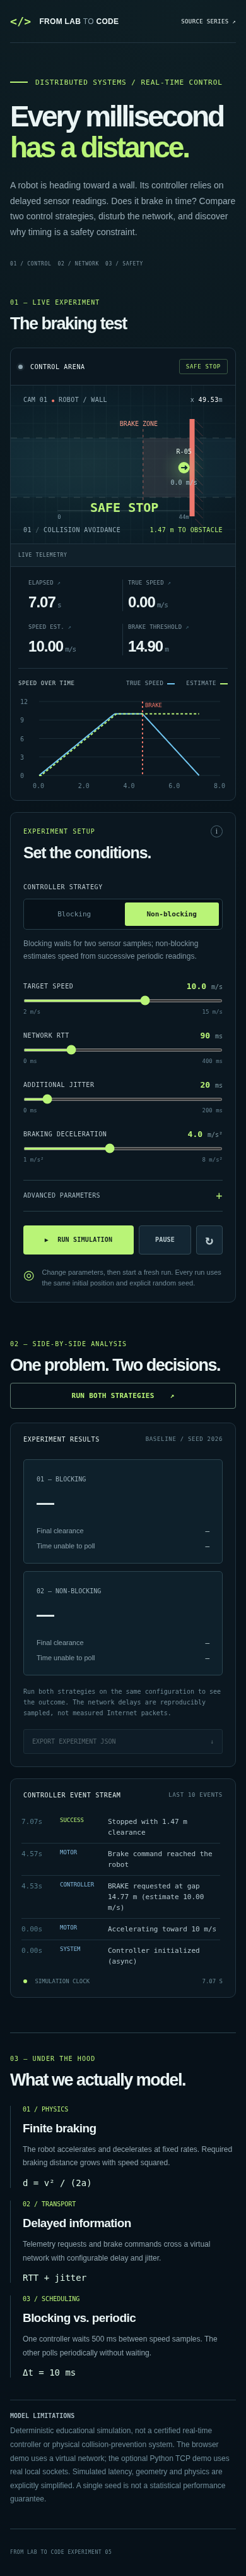 </> FROM LAB TO CODE
SOURCE SERIES ↗
DISTRIBUTED SYSTEMS / REAL-TIME CONTROL
Every millisecond
has a distance.
A robot is heading toward a wall. Its controller relies on
delayed sensor readings. Does it brake in time? Compare
two control strategies, disturb the network, and discover
why timing is a safety constraint.
01 / CONTROL 02 / NETWORK 03 / SAFETY
01 — LIVE EXPERIMENT
The braking test
CONTROL ARENA
SAFE STOP
CAM 01 ● ROBOT / WALL
x 49.53m
BRAKE ZONE
R-05
0.0 m/s
SAFE STOP
0
44m
01 / COLLISION AVOIDANCE
1.47 m TO OBSTACLE
LIVE TELEMETRY
ELAPSED ↗
7.07 s
TRUE SPEED ↗
0.00 m/s
SPEED EST. ↗
10.00 m/s
BRAKE THRESHOLD ↗
14.90 m
SPEED OVER TIME
TRUE SPEED
ESTIMATE
12
BRAKE
9
6
3
0
0.0 2.0 4.0 6.0 8.0
EXPERIMENT SETUP
i
Set the conditions.
CONTROLLER STRATEGY
Blocking
Non-blocking
Blocking waits for two sensor samples; non-blocking
estimates speed from successive periodic readings.
TARGET SPEED
10.0 m/s
2 m/s
15 m/s
NETWORK RTT
90 ms
0 ms
400 ms
ADDITIONAL JITTER
20 ms
0 ms
200 ms
BRAKING DECELERATION
4.0 m/s²
1 m/s²
8 m/s²
ADVANCED PARAMETERS
+
▶ RUN SIMULATION
PAUSE
↻
Change parameters, then start a fresh run. Every run uses
the same initial position and explicit random seed.
02 — SIDE-BY-SIDE ANALYSIS
One problem. Two decisions.
RUN BOTH STRATEGIES ↗
EXPERIMENT RESULTS
BASELINE / SEED 2026
01 — BLOCKING
—
Final clearance —
Time unable to poll —
02 — NON-BLOCKING
—
Final clearance —
Time unable to poll —
Run both strategies on the same configuration to see
the outcome. The network delays are reproducibly
sampled, not measured Internet packets.
EXPORT EXPERIMENT JSON ↓
CONTROLLER EVENT STREAM
LAST 10 EVENTS
7.07s SUCCESS Stopped with 1.47 m
clearance
4.57s MOTOR Brake command reached the
robot
4.53s CONTROLLER BRAKE requested at gap
14.77 m (estimate 10.00
m/s)
0.00s MOTOR Accelerating toward 10 m/s
0.00s SYSTEM Controller initialized
(async)
SIMULATION CLOCK
7.07 S
03 — UNDER THE HOOD
What we actually model.
01 / PHYSICS
Finite braking
The robot accelerates and decelerates at fixed rates. Required
braking distance grows with speed squared.
d = v² / (2a)
02 / TRANSPORT
Delayed information
Telemetry requests and brake commands cross a virtual
network with configurable delay and jitter.
RTT + jitter
03 / SCHEDULING
Blocking vs. periodic
One controller waits 500 ms between speed samples. The
other polls periodically without waiting.
Δt = 10 ms
MODEL LIMITATIONS
Deterministic educational simulation, not a certified real-time
controller or physical collision-prevention system. The browser
demo uses a virtual network; the optional Python TCP demo uses
real local sockets. Simulated latency, geometry and physics are
explicitly simplified. A single seed is not a statistical performance
guarantee.
FROM LAB TO CODE EXPERIMENT 05